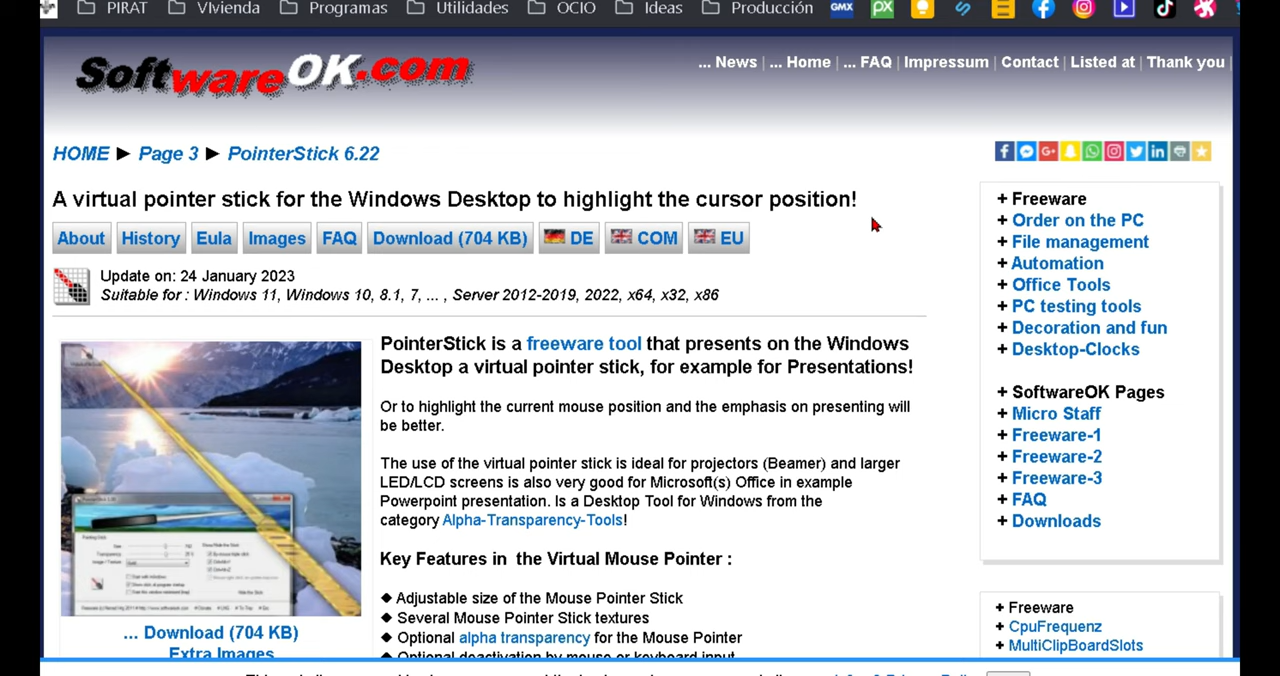 PIRAT VIvienda Programas Utilidades OCIO Ideas Producción GMX px
SoftwareOK.com
... News | ... Home | ... FAQ | Impressum | Contact | Listed at | Thank you |
HOME ► Page 3 ► PointerStick 6.22
A virtual pointer stick for the Windows Desktop to highlight the cursor position!
About History Eula Images FAQ Download (704 KB) DE COM EU
Update on: 24 January 2023
Suitable for : Windows 11, Windows 10, 8.1, 7, ... , Server 2012-2019, 2022, x64, x32, x86
PointerStick is a freeware tool that presents on the Windows
Desktop a virtual pointer stick, for example for Presentations!
Or to highlight the current mouse position and the emphasis on presenting will
be better.
The use of the virtual pointer stick is ideal for projectors (Beamer) and larger
LED/LCD screens is also very good for Microsoft(s) Office in example
Powerpoint presentation. Is a Desktop Tool for Windows from the
category Alpha-Transparency-Tools!
Key Features in the Virtual Mouse Pointer :
◆ Adjustable size of the Mouse Pointer Stick
◆ Several Mouse Pointer Stick textures
◆ Optional alpha transparency for the Mouse Pointer
◆ Optional deactivation by mouse or keyboard input
... Download (704 KB)
Extra Images
+ Freeware
+ Order on the PC
+ File management
+ Automation
+ Office Tools
+ PC testing tools
+ Decoration and fun
+ Desktop-Clocks
+ SoftwareOK Pages
+ Micro Staff
+ Freeware-1
+ Freeware-2
+ Freeware-3
+ FAQ
+ Downloads
+ Freeware
+ CpuFrequenz
+ MultiClipBoardSlots